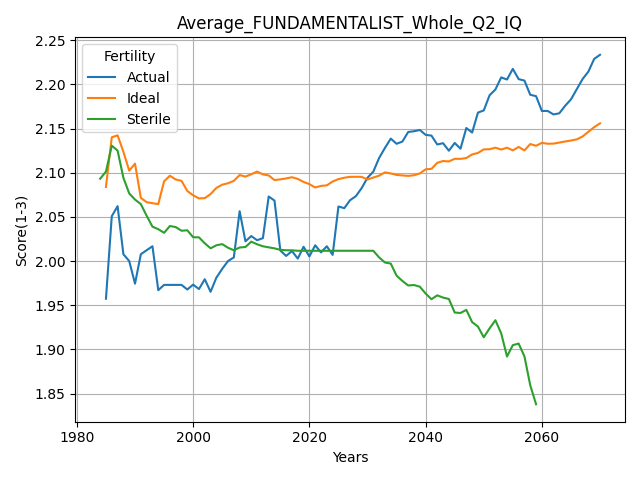 Average_FUNDAMENTALIST_Whole_Q2_IQ
2.25
2.20
2.15
2.10
2.05
2.00
1.95
1.90
1.85
Score(1-3)
Fertility
Actual
Ideal
Sterile
1980 2000 2020 2040 2060
Years